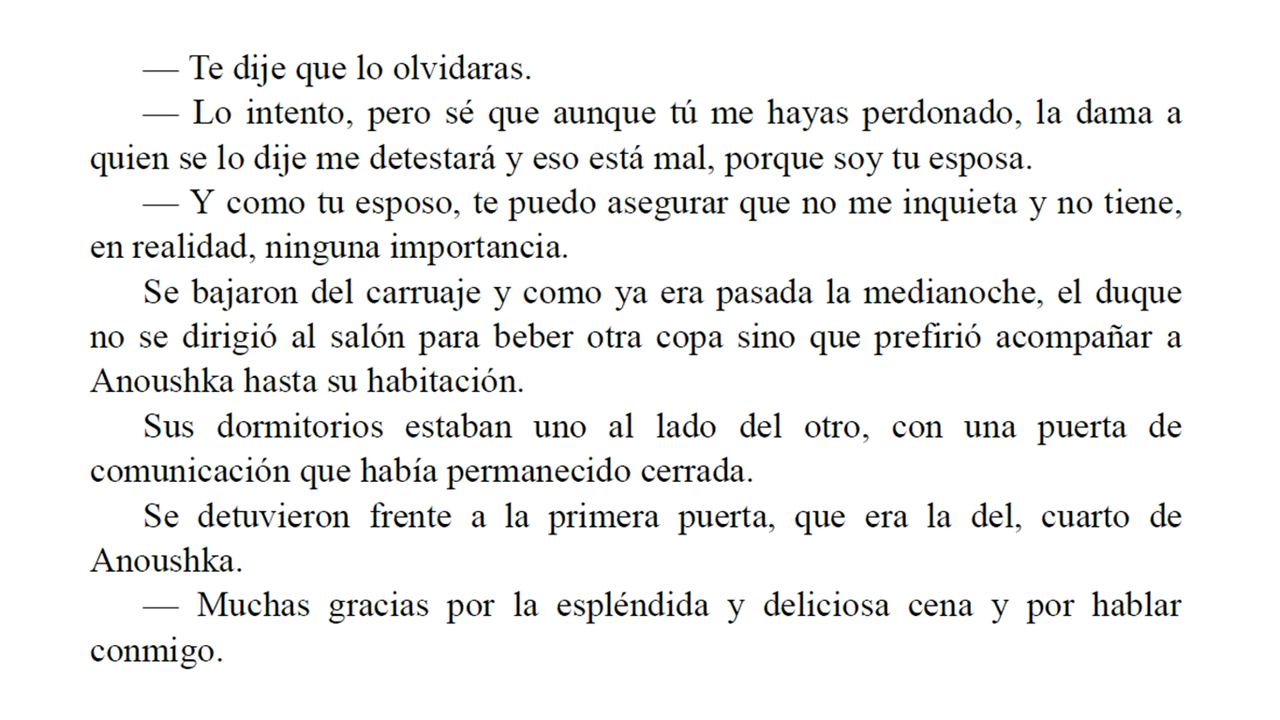 — Te dije que lo olvidaras.
— Lo intento, pero sé que aunque tú me hayas perdonado, la dama a
quien se lo dije me detestará y eso está mal, porque soy tu esposa.
— Y como tu esposo, te puedo asegurar que no me inquieta y no tiene,
en realidad, ninguna importancia.
Se bajaron del carruaje y como ya era pasada la medianoche, el duque
no se dirigió al salón para beber otra copa sino que prefirió acompañar a
Anoushka hasta su habitación.
Sus dormitorios estaban uno al lado del otro, con una puerta de
comunicación que había permanecido cerrada.
Se detuvieron frente a la primera puerta, que era la del, cuarto de
Anoushka.
— Muchas gracias por la espléndida y deliciosa cena y por hablar
conmigo.